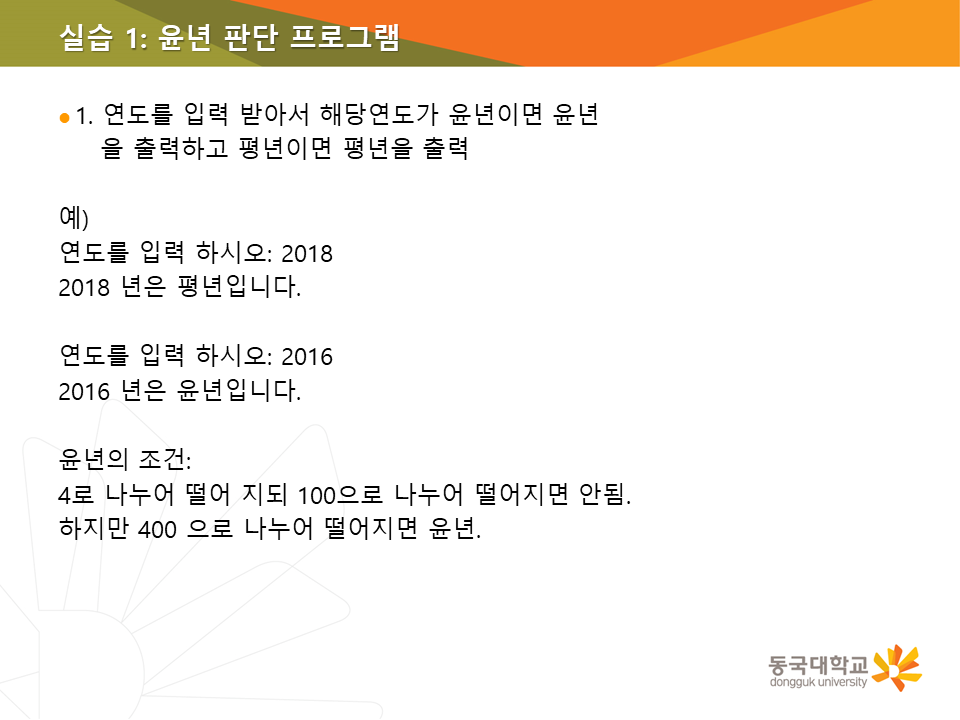 실습 1: 윤년 판단 프로그램
● 1. 연도를 입력 받아서 해당연도가 윤년이면 윤년
을 출력하고 평년이면 평년을 출력
예)
연도를 입력 하시오: 2018
2018 년은 평년입니다.
연도를 입력 하시오: 2016
2016 년은 윤년입니다.
윤년의 조건:
4로 나누어 떨어 지되 100으로 나누어 떨어지면 안됨.
하지만 400 으로 나누어 떨어지면 윤년.
동국대학교
dongguk university